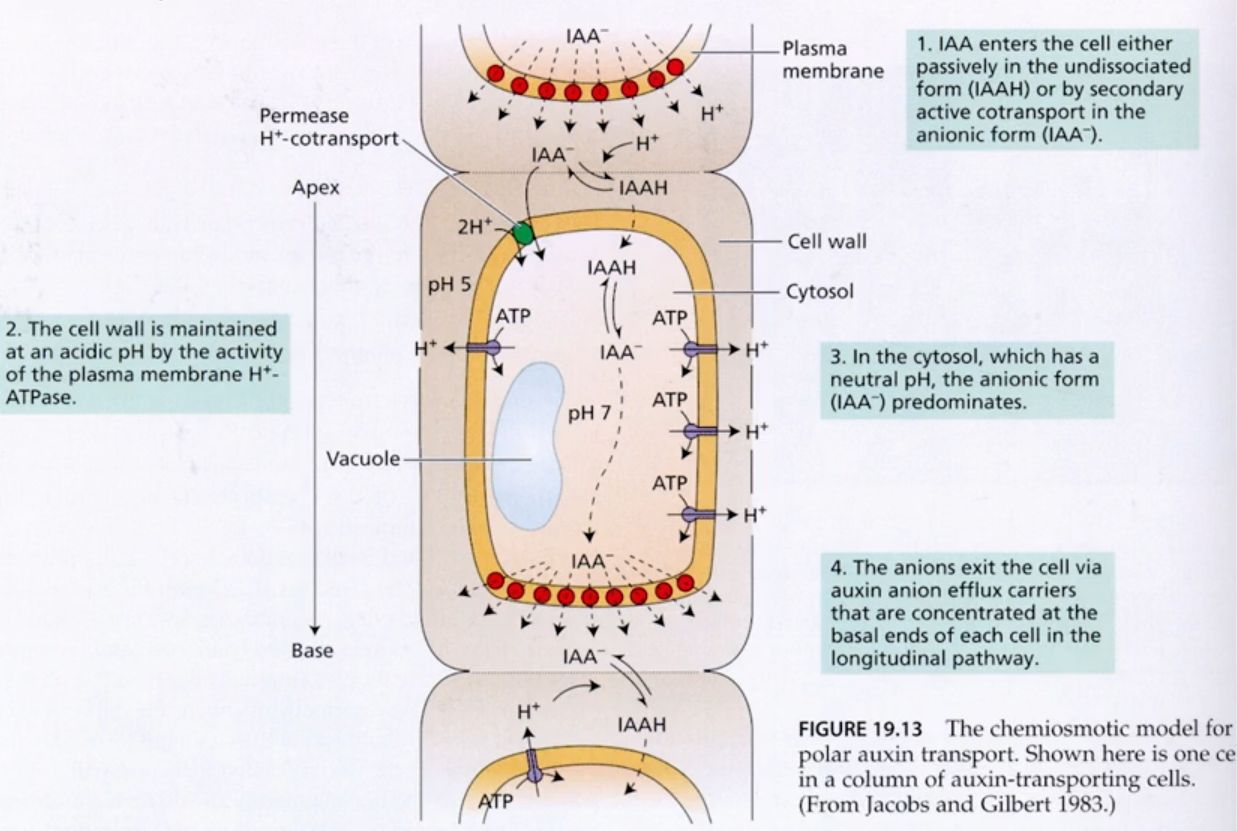 IAA⁻
Plasma
membrane
H⁺
1. IAA enters the cell either
passively in the undissociated
form (IAAH) or by secondary
active cotransport in the
anionic form (IAA⁻).
Permease
H⁺-cotransport
IAA⁻
H⁺
IAAH
Apex
2H⁺
Cell wall
IAAH
pH 5
Cytosol
ATP
ATP
2. The cell wall is maintained
at an acidic pH by the activity
of the plasma membrane H⁺-
ATPase.
H⁺
IAA⁻
H⁺
3. In the cytosol, which has a
neutral pH, the anionic form
(IAA⁻) predominates.
ATP
pH 7
H⁺
Vacuole
ATP
H⁺
IAA⁻
4. The anions exit the cell via
auxin anion efflux carriers
that are concentrated at the
basal ends of each cell in the
longitudinal pathway.
Base
IAA⁻
H⁺
IAAH
ATP
FIGURE 19.13 The chemiosmotic model for
polar auxin transport. Shown here is one ce
in a column of auxin-transporting cells.
(From Jacobs and Gilbert 1983.)